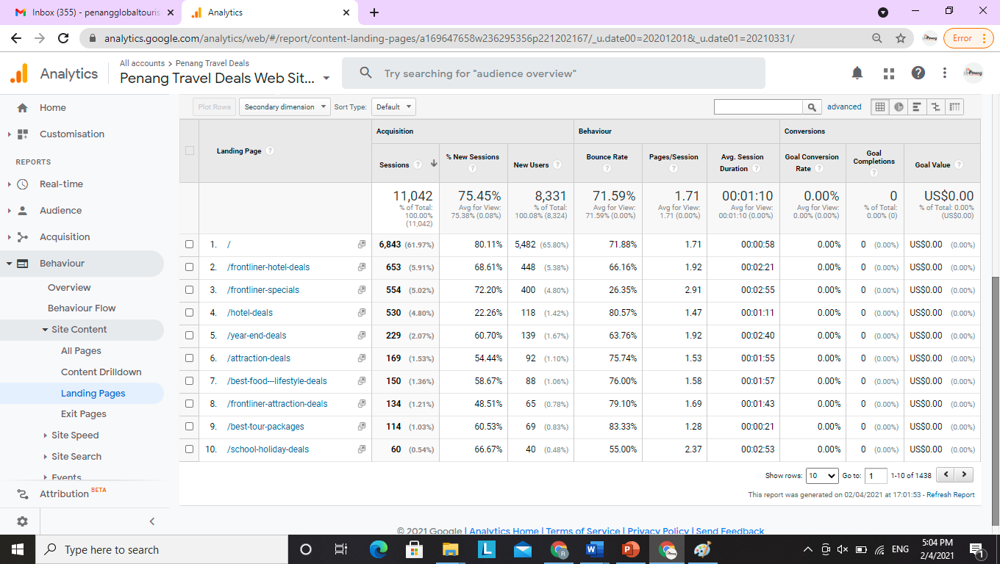 Inbox (355) - penangglobaltouris
Analytics
analytics.google.com/analytics/web/#/report/content-landing-pages/a169647658w236295356p221202167/_u.date00=20201201&_u.date01=20210331/
Error
Analytics
All accounts > Penang Travel Deals
Penang Travel Deals Web Sit...
Try searching for "audience overview"
Home
Customisation
REPORTS
Real-time
Audience
Acquisition
Behaviour
Overview
Behaviour Flow
Site Content
All Pages
Content Drilldown
Landing Pages
Exit Pages
Site Speed
Site Search
Events
Attribution BETA
Plot Rows Secondary dimension Sort Type: Default advanced
Landing Page Acquisition Behaviour Conversions
Sessions % New Sessions New Users Bounce Rate Pages/Session Avg. Session Duration Goal Conversion Rate Goal Completions Goal Value
11,042 75.45% 8,331 71.59% 1.71 00:01:10 0.00% 0 US$0.00
% of Total: 100.00% (11,042) Avg for View: 75.38% (0.08%) % of Total: 100.08% (8,324) Avg for View: 71.59% (0.00%) Avg for View: 1.71 (0.00%) Avg for View: 00:01:10 (0.00%) Avg for View: 0.00% (0.00%) % of Total: 0.00% (0) % of Total: 0.00% (US$0.00)
1. / 6,843 (61.97%) 80.11% 5,482 (65.80%) 71.88% 1.71 00:00:58 0.00% 0 (0.00%) US$0.00 (0.00%)
2. /frontliner-hotel-deals 653 (5.91%) 68.61% 448 (5.38%) 66.16% 1.92 00:02:21 0.00% 0 (0.00%) US$0.00 (0.00%)
3. /frontliner-specials 554 (5.02%) 72.20% 400 (4.80%) 26.35% 2.91 00:02:55 0.00% 0 (0.00%) US$0.00 (0.00%)
4. /hotel-deals 530 (4.80%) 22.26% 118 (1.42%) 80.57% 1.47 00:01:11 0.00% 0 (0.00%) US$0.00 (0.00%)
5. /year-end-deals 229 (2.07%) 60.70% 139 (1.67%) 63.76% 1.92 00:02:40 0.00% 0 (0.00%) US$0.00 (0.00%)
6. /attraction-deals 169 (1.53%) 54.44% 92 (1.10%) 75.74% 1.53 00:01:55 0.00% 0 (0.00%) US$0.00 (0.00%)
7. /best-food---lifestyle-deals 150 (1.36%) 58.67% 88 (1.06%) 76.00% 1.58 00:01:57 0.00% 0 (0.00%) US$0.00 (0.00%)
8. /frontliner-attraction-deals 134 (1.21%) 48.51% 65 (0.78%) 79.10% 1.69 00:01:43 0.00% 0 (0.00%) US$0.00 (0.00%)
9. /best-tour-packages 114 (1.03%) 60.53% 69 (0.83%) 83.33% 1.28 00:00:21 0.00% 0 (0.00%) US$0.00 (0.00%)
10. /school-holiday-deals 60 (0.54%) 66.67% 40 (0.48%) 55.00% 2.37 00:02:53 0.00% 0 (0.00%) US$0.00 (0.00%)
Show rows: 10 Go to: 1 1-10 of 1438
This report was generated on 02/04/2021 at 17:01:53 - Refresh Report
© 2021 Google | Analytics Home | Terms of Service | Privacy Policy | Send Feedback
Type here to search
ENG
5:04 PM
2/4/2021
1